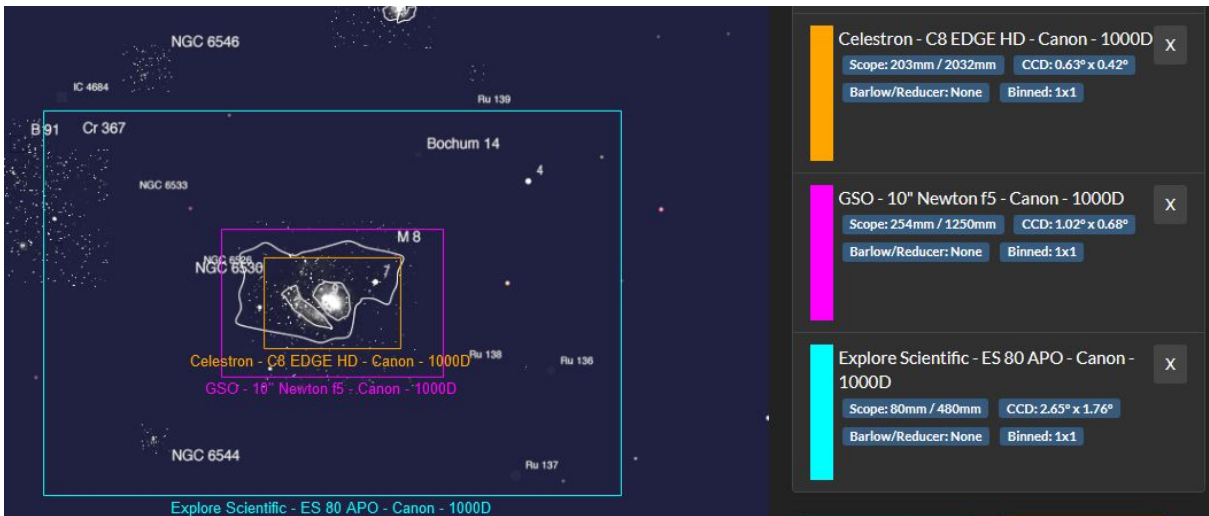 NGC 6546
IC 4684
Ru 139
B 91
Cr 367
Bochum 14
4
NGC 6533
M 8
NGC 6526
NGC 6530
7
9
Celestron - C8 EDGE HD - Canon - 1000D
Ru 138
Ru 136
GSO - 10" Newton f5 - Canon - 1000D
NGC 6544
Ru 137
Explore Scientific - ES 80 APO - Canon - 1000D
Celestron - C8 EDGE HD - Canon - 1000D
X
Scope: 203mm / 2032mm
CCD: 0.63° x 0.42°
Barlow/Reducer: None
Binned: 1x1
GSO - 10" Newton f5 - Canon - 1000D
X
Scope: 254mm / 1250mm
CCD: 1.02° x 0.68°
Barlow/Reducer: None
Binned: 1x1
Explore Scientific - ES 80 APO - Canon -
1000D
X
Scope: 80mm / 480mm
CCD: 2.65° x 1.76°
Barlow/Reducer: None
Binned: 1x1